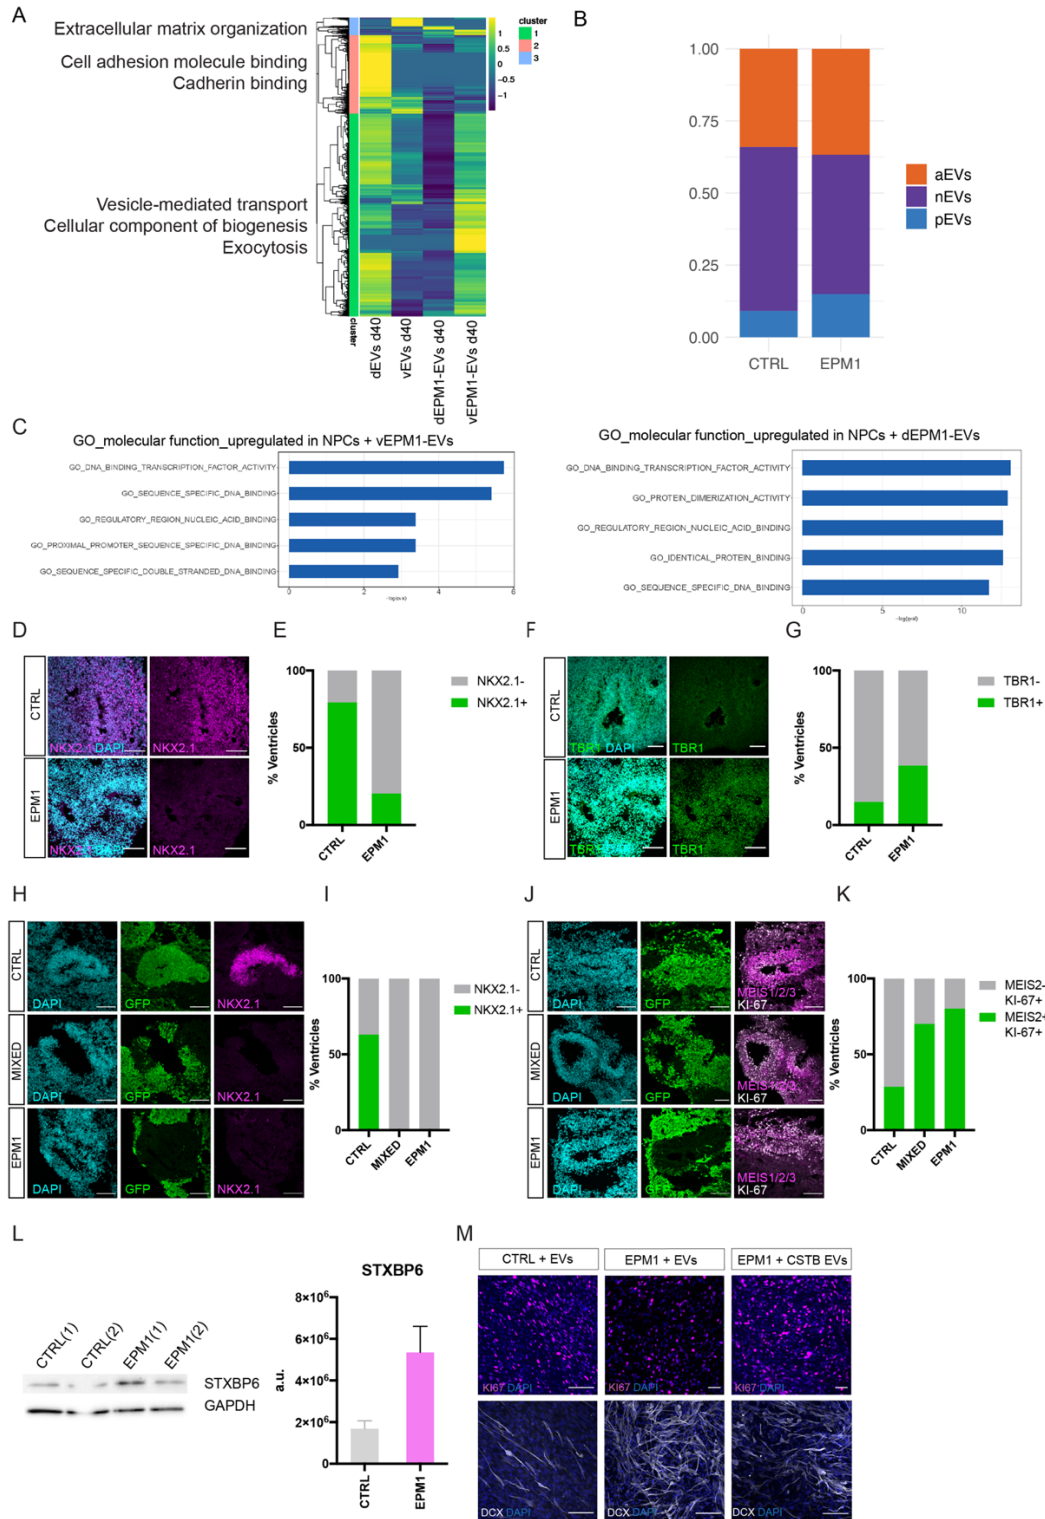 A
Extracellular matrix organization
Cell adhesion molecule binding
Cadherin binding
Vesicle-mediated transport
Cellular component of biogenesis
Exocytosis
cluster
1
2
3
1
0.5
0
−0.5
−1
cluster
dEVs d40
vEVs d40
dEPM1-EVs d40
vEPM1-EVs d40
B
1.00
0.75
0.50
0.25
0.00
CTRL
EPM1
aEVs
nEVs
pEVs
C
GO_molecular function_upregulated in NPCs + vEPM1-EVs
GO_DNA_BINDING_TRANSCRIPTION_FACTOR_ACTIVITY
GO_SEQUENCE_SPECIFIC_DNA_BINDING
GO_REGULATORY_REGION_NUCLEIC_ACID_BINDING
GO_PROXIMAL_PROMOTER_SEQUENCE_SPECIFIC_DNA_BINDING
GO_SEQUENCE_SPECIFIC_DOUBLE_STRANDED_DNA_BINDING
0 2 4 6
GO_molecular function_upregulated in NPCs + dEPM1-EVs
GO_DNA_BINDING_TRANSCRIPTION_FACTOR_ACTIVITY
GO_PROTEIN_DIMERIZATION_ACTIVITY
GO_REGULATORY_REGION_NUCLEIC_ACID_BINDING
GO_IDENTICAL_PROTEIN_BINDING
GO_SEQUENCE_SPECIFIC_DNA_BINDING
0 5 10
D
CTRL
NKX2.1 DAPI
NKX2.1
EPM1
NKX2.1 DAPI
NKX2.1
E
% Ventricles
100
50
0
CTRL
EPM1
NKX2.1-
NKX2.1+
F
CTRL
TBR1 DAPI
TBR1
EPM1
TBR1 DAPI
TBR1
G
% Ventricles
100
50
0
CTRL
EPM1
TBR1-
TBR1+
H
CTRL
DAPI
GFP
NKX2.1
MIXED
DAPI
GFP
NKX2.1
EPM1
DAPI
GFP
NKX2.1
I
% Ventricles
100
50
0
CTRL
MIXED
EPM1
NKX2.1-
NKX2.1+
J
CTRL
DAPI
GFP
MEIS1/2/3
KI-67
MIXED
DAPI
GFP
MEIS1/2/3
KI-67
EPM1
DAPI
GFP
MEIS1/2/3
KI-67
K
% Ventricles
100
50
0
CTRL
MIXED
EPM1
MEIS2-
KI-67+
MEIS2+
KI-67+
L
CTRL(1)
CTRL(2)
EPM1(1)
EPM1(2)
STXBP6
GAPDH
STXBP6
a.u.
8×10⁶
6×10⁶
4×10⁶
2×10⁶
0
CTRL
EPM1
M
CTRL + EVs
EPM1 + EVs
EPM1 + CSTB EVs
KI67 DAPI
KI67 DAPI
KI67 DAPI
DCX DAPI
DCX DAPI
DCX DAPI